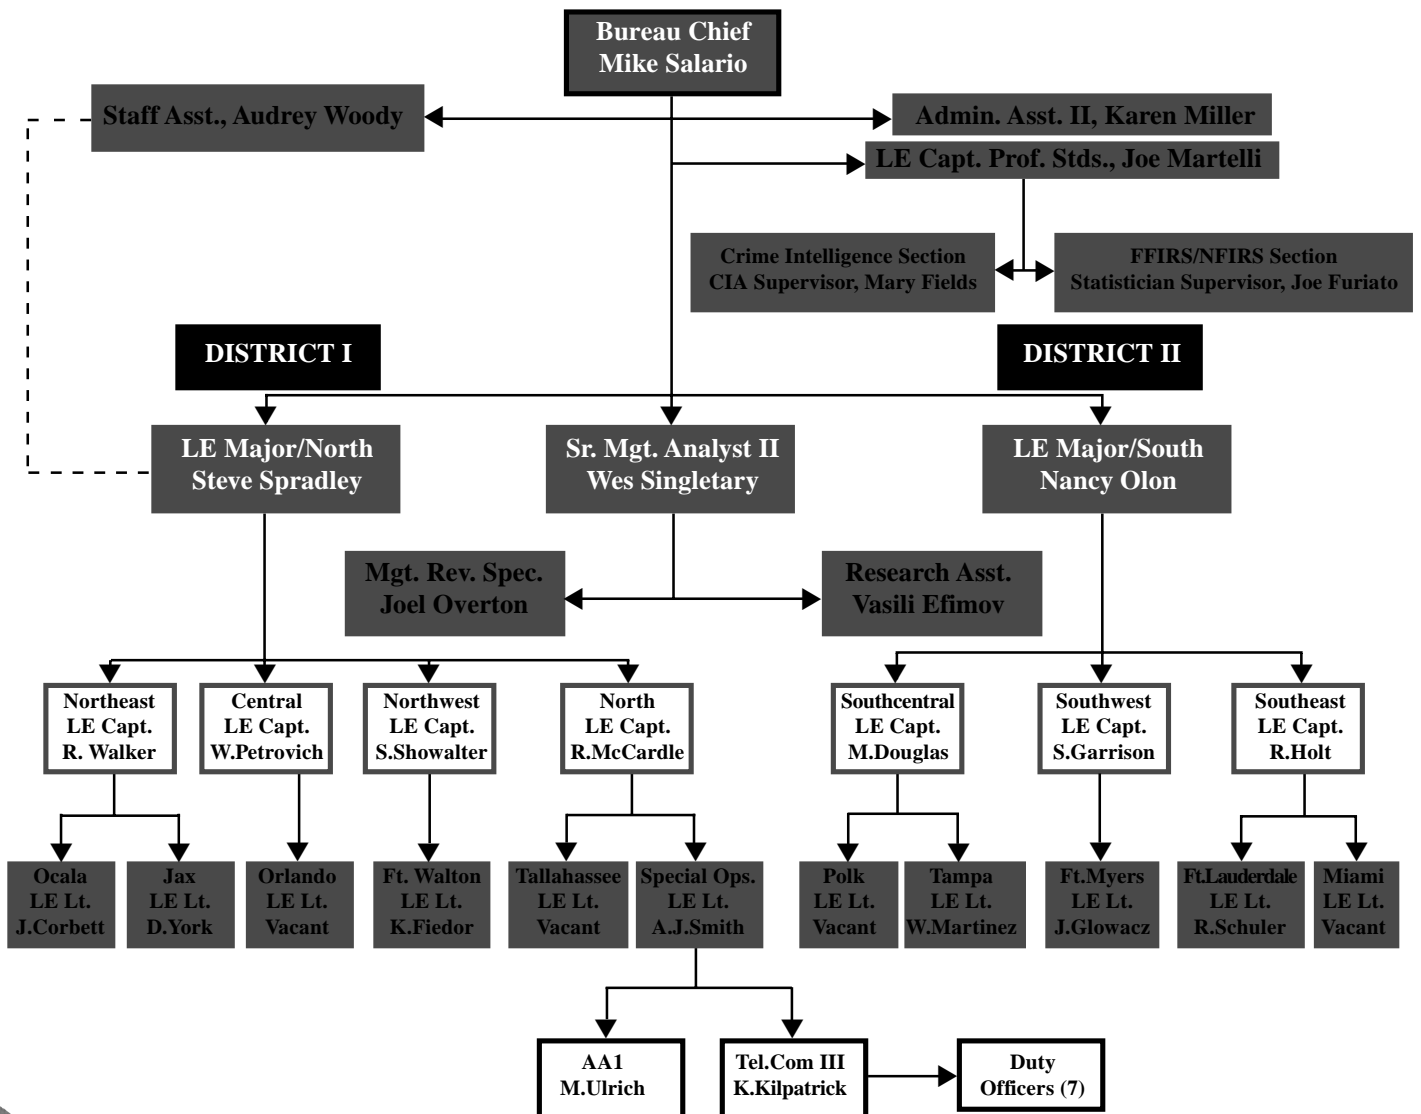 Bureau Chief
Mike Salario
Staff Asst., Audrey Woody
Admin. Asst. II, Karen Miller
LE Capt. Prof. Stds., Joe Martelli
Crime Intelligence Section
CIA Supervisor, Mary Fields
FFIRS/NFIRS Section
Statistician Supervisor, Joe Furiato
DISTRICT I
DISTRICT II
LE Major/North
Steve Spradley
Sr. Mgt. Analyst II
Wes Singletary
LE Major/South
Nancy Olon
Mgt. Rev. Spec.
Joel Overton
Research Asst.
Vasili Efimov
Northeast
LE Capt.
R. Walker
Central
LE Capt.
W.Petrovich
Northwest
LE Capt.
S.Showalter
North
LE Capt.
R.McCardle
Southcentral
LE Capt.
M.Douglas
Southwest
LE Capt.
S.Garrison
Southeast
LE Capt.
R.Holt
Ocala
LE Lt.
J.Corbett
Jax
LE Lt.
D.York
Orlando
LE Lt.
Vacant
Ft. Walton
LE Lt.
K.Fiedor
Tallahassee
LE Lt.
Vacant
Special Ops.
LE Lt.
A.J.Smith
Polk
LE Lt.
Vacant
Tampa
LE Lt.
W.Martinez
Ft.Myers
LE Lt.
J.Glowacz
Ft.Lauderdale
LE Lt.
R.Schuler
Miami
LE Lt.
Vacant
AA1
M.Ulrich
Tel.Com III
K.Kilpatrick
Duty
Officers (7)